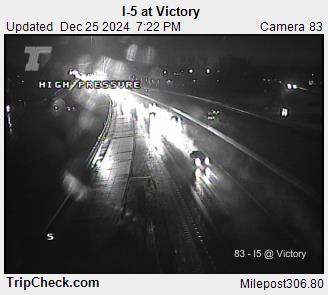 I-5 at Victory
Updated Dec 25 2024 7:22 PM Camera 83
T
HIGH PRESSURE
N
S
83 - I5 @ Victory
TripCheck.com Milepost306.80